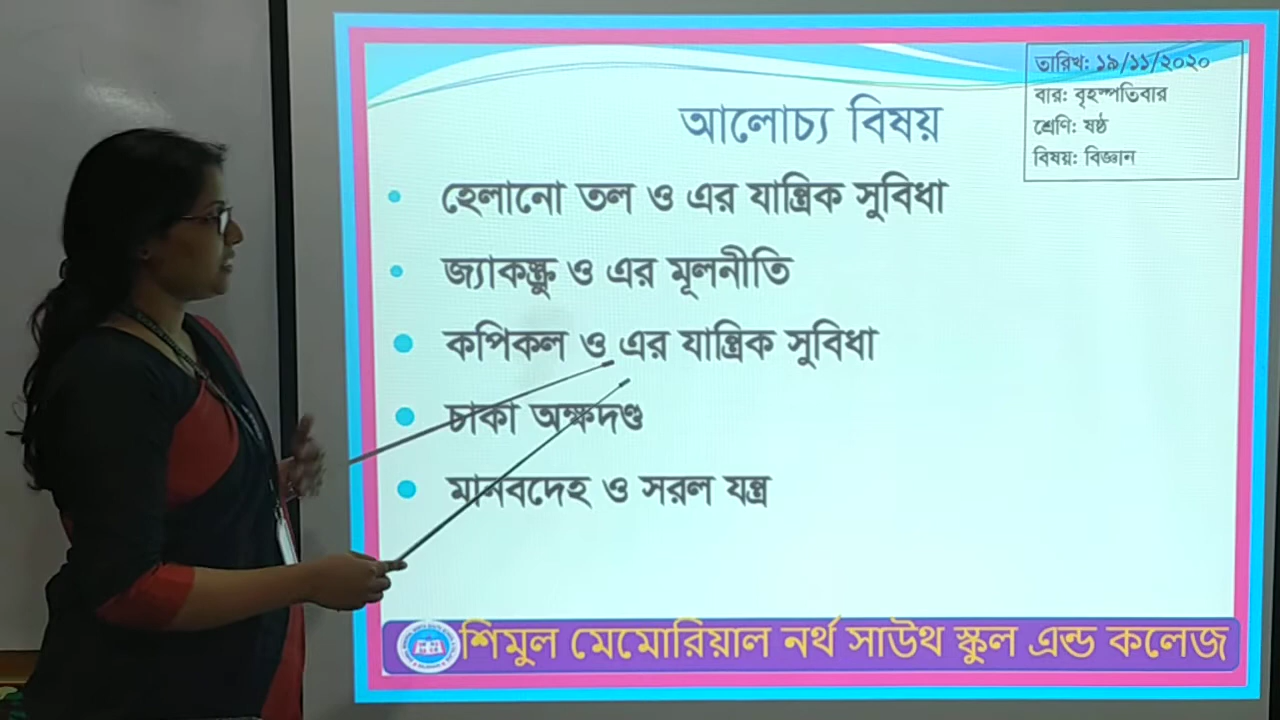 তারিখ: ১৯/১১/২০২০
বার: বৃহস্পতিবার
শ্রেণি: ষষ্ঠ
বিষয়: বিজ্ঞান
আলোচ্য বিষয়
হেলানো তল ও এর যান্ত্রিক সুবিধা
জ্যাকস্ক্রু ও এর মূলনীতি
কপিকল ও এর যান্ত্রিক সুবিধা
চাকা অক্ষদণ্ড
মানবদেহ ও সরল যন্ত্র
শিমুল মেমোরিয়াল নর্থ সাউথ স্কুল এন্ড কলেজ